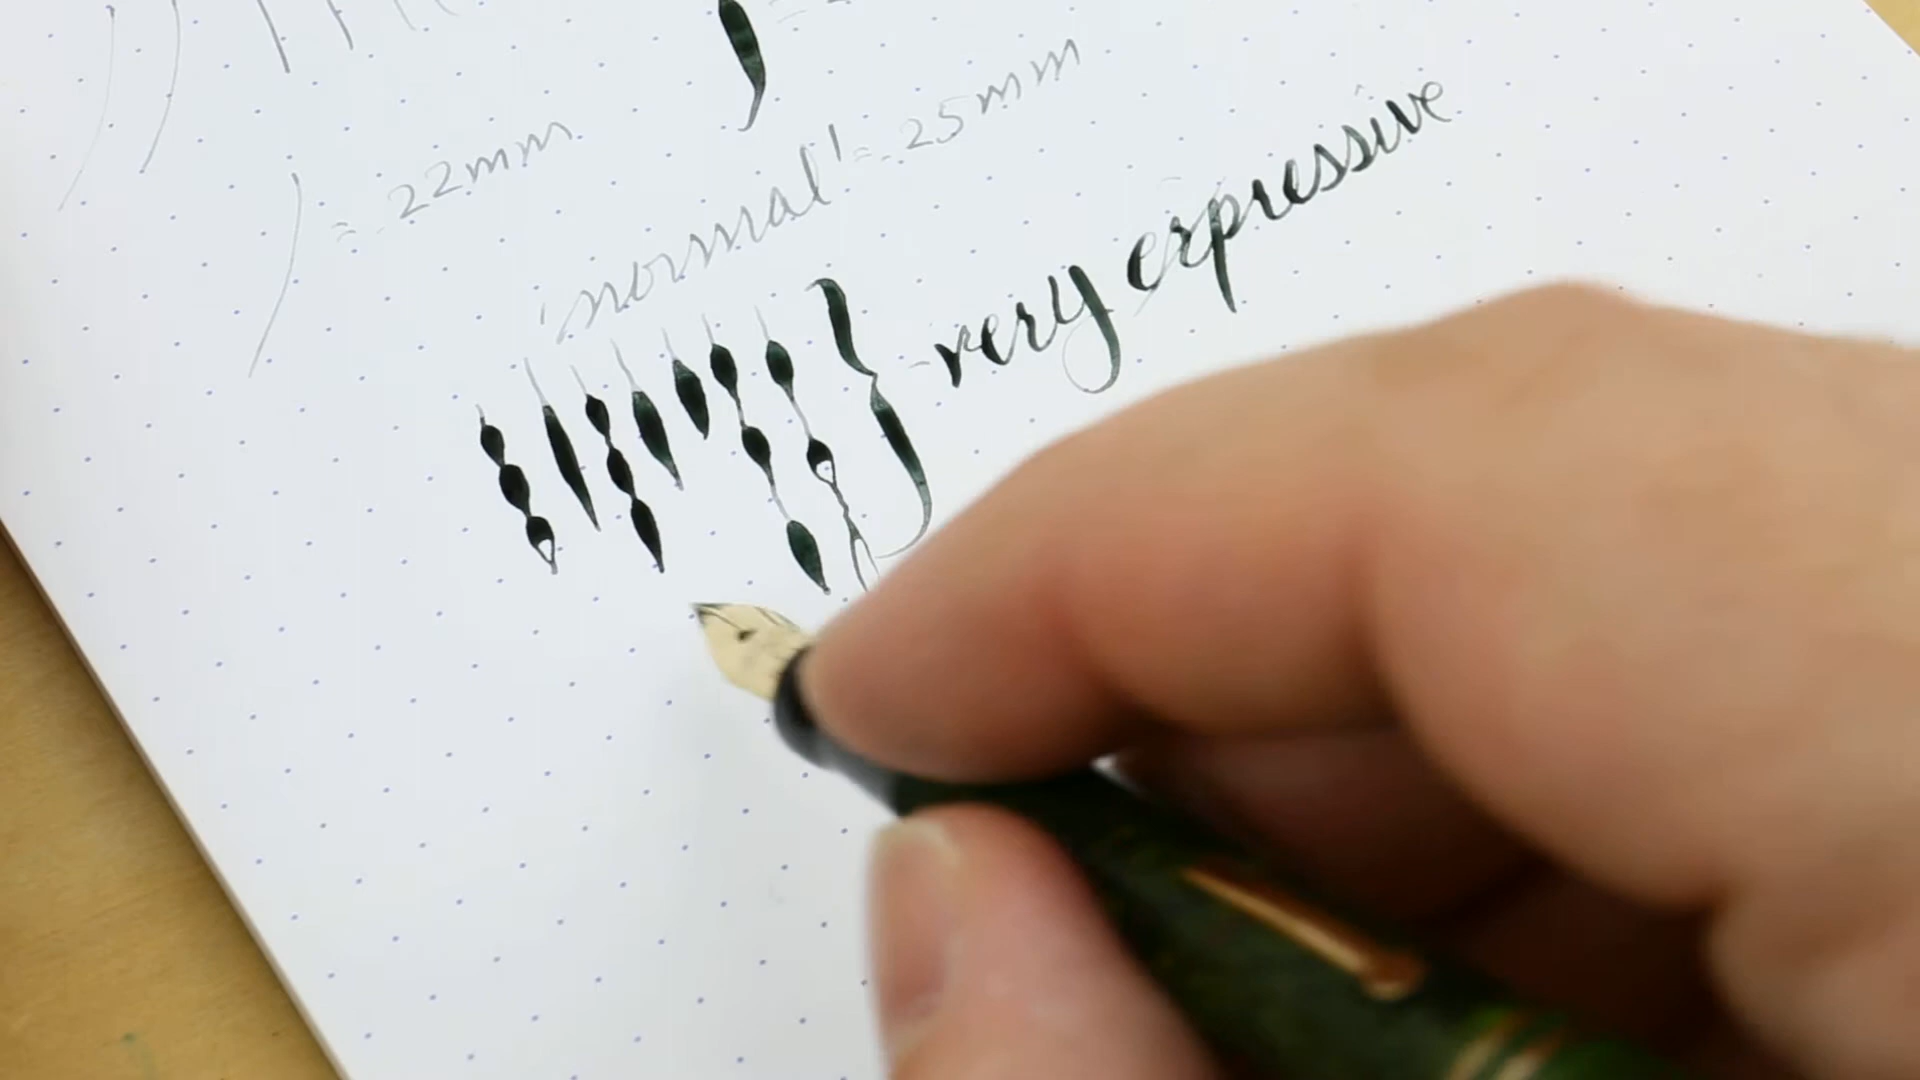 = .22mm
'normal' = .25mm
- very expressive